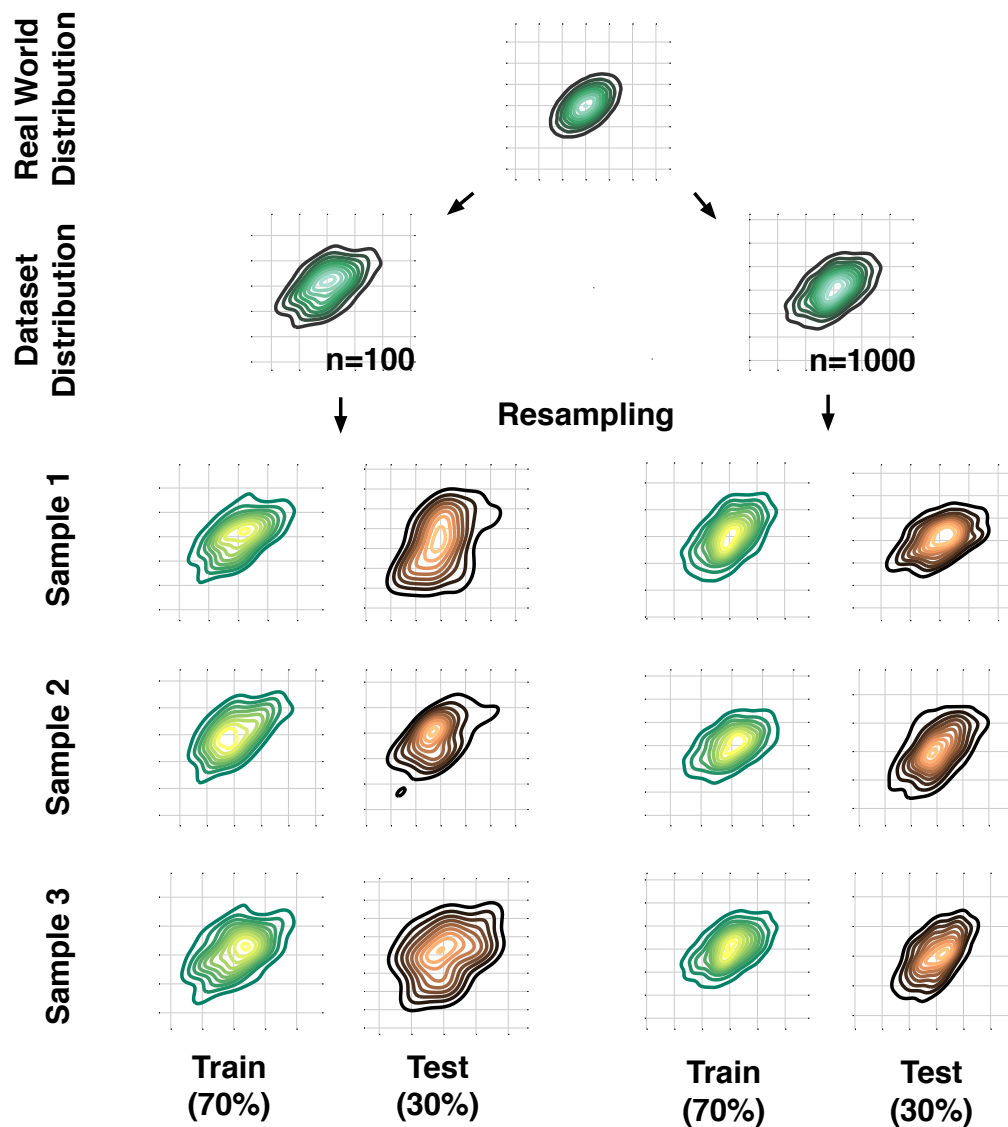 Real World
Distribution
Dataset
Distribution
n=100
n=1000
Resampling
Sample 1
Sample 2
Sample 3
Train
(70%)
Test
(30%)
Train
(70%)
Test
(30%)